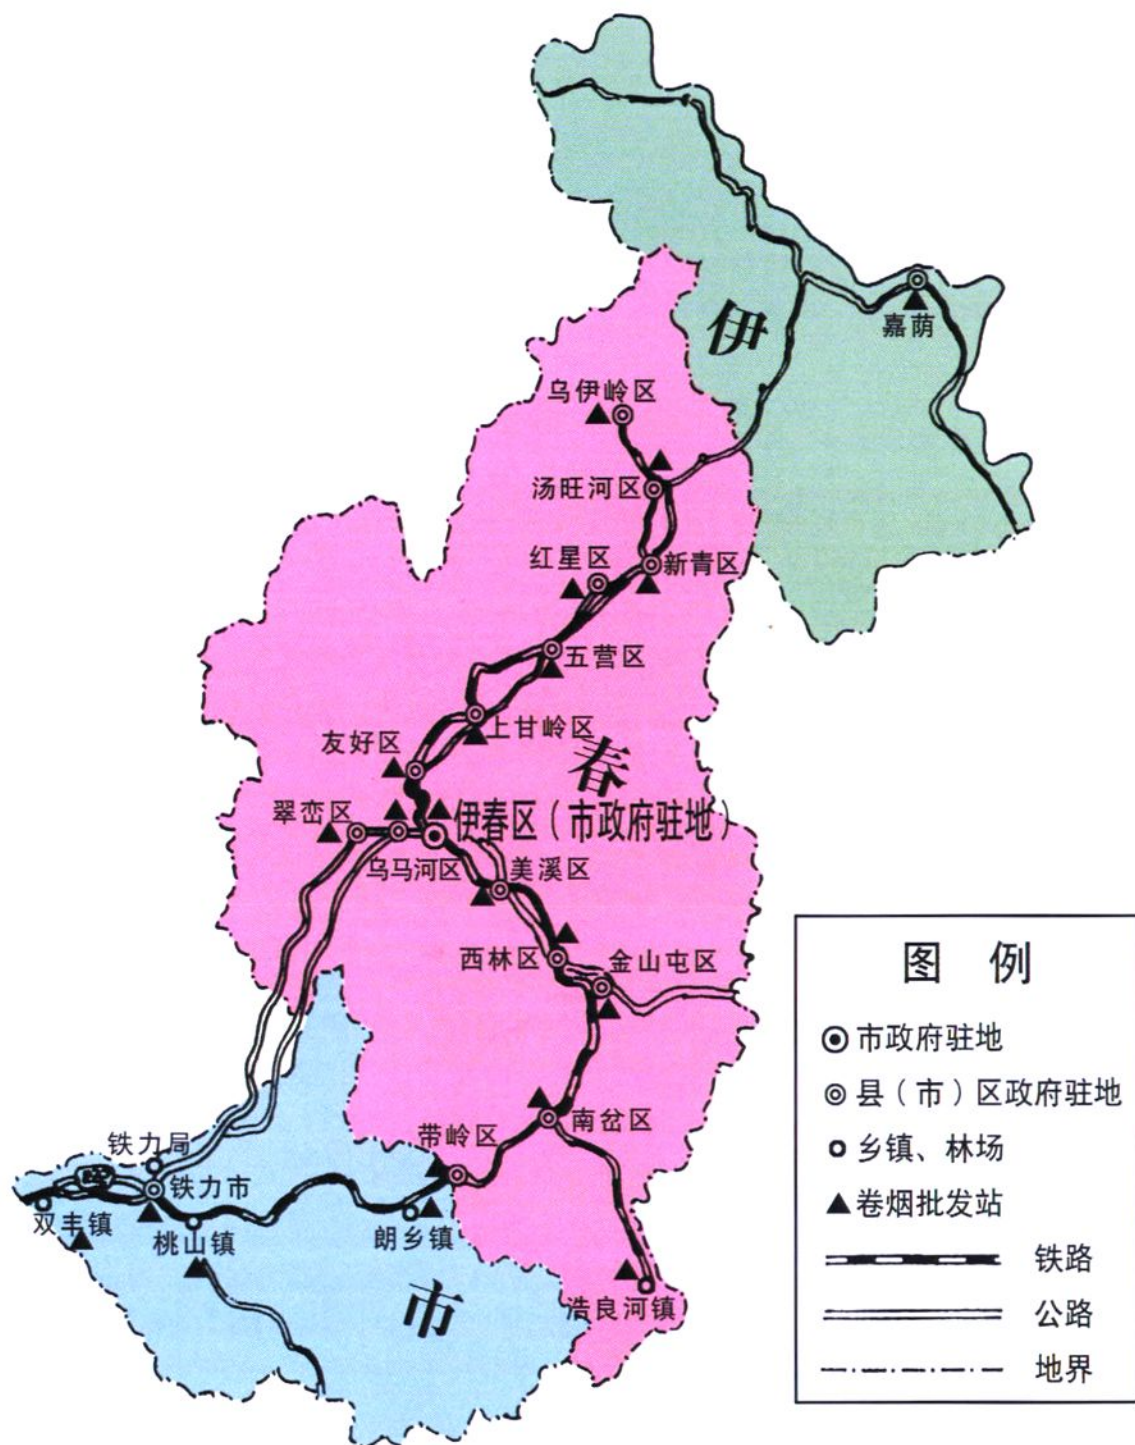 伊
嘉荫
乌伊岭区
汤旺河区
红星区
新青区
五营区
上甘岭区
友好区
春
翠峦区
伊春区（市政府驻地）
乌马河区
美溪区
西林区
金山屯区
南岔区
带岭区
铁力局
铁力市
双丰镇
桃山镇
朗乡镇
浩良河镇
市
图 例
市政府驻地
县（市）区政府驻地
乡镇、林场
卷烟批发站
铁路
公路
地界